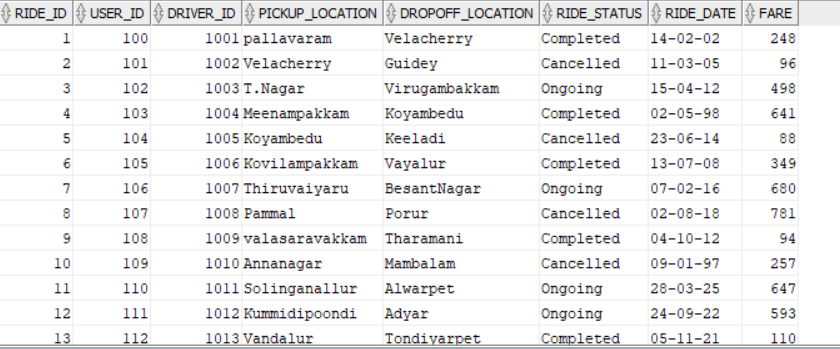 RIDE_ID USER_ID DRIVER_ID PICKUP_LOCATION DROPOFF_LOCATION RIDE_STATUS RIDE_DATE FARE
1 100 1001 pallavaram Velacherry Completed 14-02-02 248
2 101 1002 Velacherry Guidey Cancelled 11-03-05 96
3 102 1003 T.Nagar Virugambakkam Ongoing 15-04-12 498
4 103 1004 Meenampakkam Koyambedu Completed 02-05-98 641
5 104 1005 Koyambedu Keeladi Cancelled 23-06-14 88
6 105 1006 Kovilampakkam Vayalur Completed 13-07-08 349
7 106 1007 Thiruvaiyaru BesantNagar Ongoing 07-02-16 680
8 107 1008 Pammal Porur Cancelled 02-08-18 781
9 108 1009 valasaravakkam Tharamani Completed 04-10-12 94
10 109 1010 Annanagar Mambalam Cancelled 09-01-97 257
11 110 1011 Solinganallur Alwarpet Ongoing 28-03-25 647
12 111 1012 Kummidipoondi Adyar Ongoing 24-09-22 593
13 112 1013 Vandalur Tondiyarpet Completed 05-11-21 110